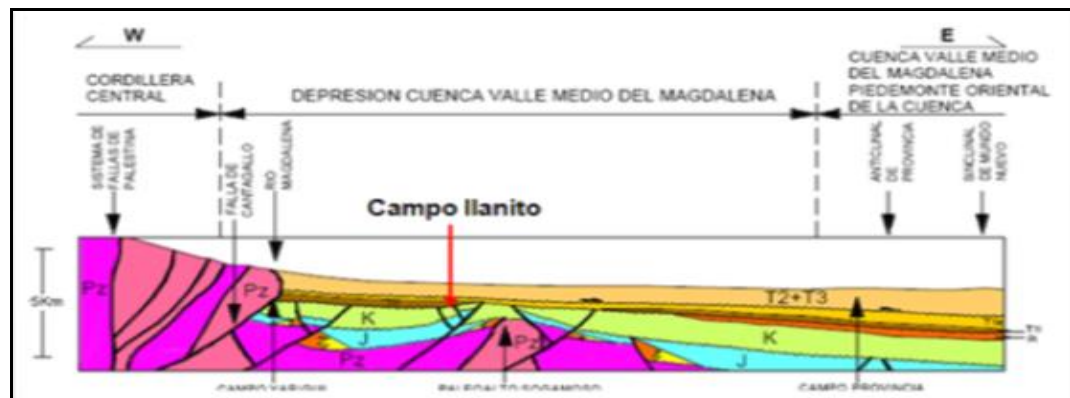 W
E
CORDILLERA
CENTRAL
DEPRESION CUENCA VALLE MEDIO DEL MAGDALENA
CUENCA VALLE MEDIO
DEL MAGDALENA
PIEDEMONTE ORIENTAL
DE LA CUENCA
SISTEMA DE
FALLAS DE
PALESTINA
FALLA DE
CANTAGALLO
RIO
MAGDALENA
ANTICLINAL
DE
PROVINCIA
SINCLINAL
DE MUNDO
NUEVO
Campo llanito
5Km
Pz
Pz
K
J
Pz
Pz
T2+T3
K
J
CAMPO YARIGUI
PALEOALTO SOGAMOSO
CAMPO PROVINCIA